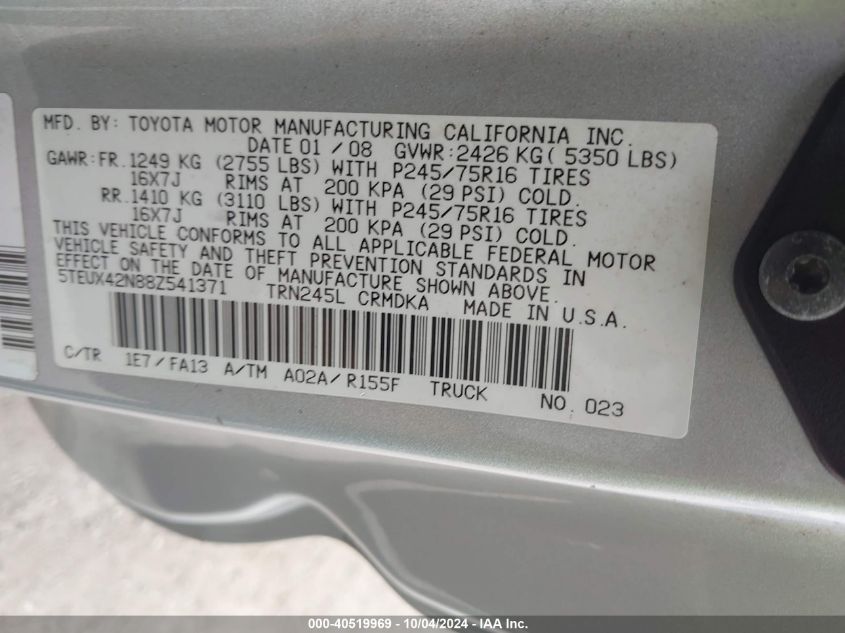 MFD. BY: TOYOTA MOTOR MANUFACTURING CALIFORNIA INC.
DATE 01 / 08 GVWR:2426 KG( 5350 LBS)
GAWR:FR.1249 KG (2755 LBS) WITH P245/75R16 TIRES
16X7J RIMS AT 200 KPA (29 PSI) COLD.
RR.1410 KG (3110 LBS) WITH P245/75R16 TIRES
16X7J RIMS AT 200 KPA (29 PSI) COLD.
THIS VEHICLE CONFORMS TO ALL APPLICABLE FEDERAL MOTOR
VEHICLE SAFETY AND THEFT PREVENTION STANDARDS IN
EFFECT ON THE DATE OF MANUFACTURE SHOWN ABOVE.
5TEUX42N88Z541371 TRN245L CRMDKA MADE IN U.S.A.
C/TR 1E7/FA13 A/TM A02A/R155F TRUCK NO. 023
000-40519969 - 10/04/2024 - IAA Inc.